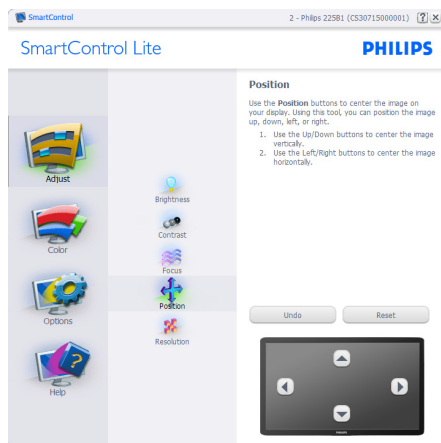 SmartControl
2 - Philips 225B1 (CS30715000001)
SmartControl Lite
PHILIPS
Adjust
Color
Options
Help
Brightness
Contrast
Focus
Position
Resolution
Position
Use the Position buttons to center the image on
your display. Using this tool, you can position the image
up, down, left, or right.
1. Use the Up/Down buttons to center the image
vertically.
2. Use the Left/Right buttons to center the image
horizontally.
Undo
Reset
PHILIPS